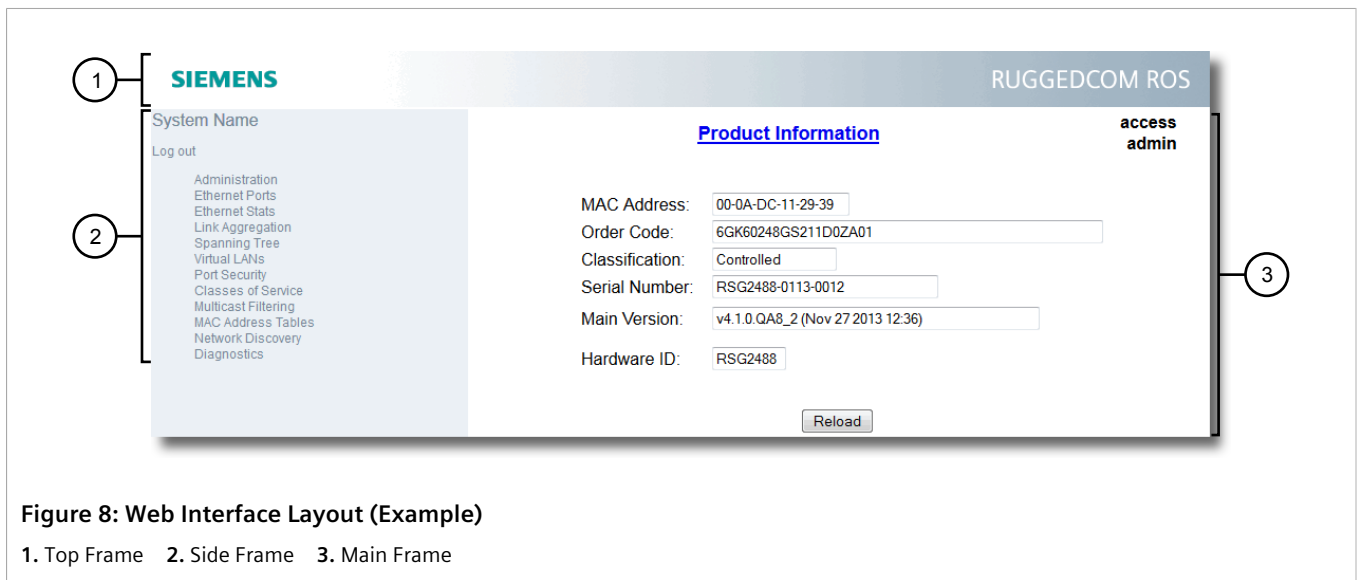 1
SIEMENS
RUGGEDCOM ROS
2
System Name
Log out
Administration
Ethernet Ports
Ethernet Stats
Link Aggregation
Spanning Tree
Virtual LANs
Port Security
Classes of Service
Multicast Filtering
MAC Address Tables
Network Discovery
Diagnostics
Product Information
access
admin
MAC Address: 00-0A-DC-11-29-39
Order Code: 6GK60248GS211D0ZA01
Classification: Controlled
Serial Number: RSG2488-0113-0012
Main Version: v4.1.0.QA8_2 (Nov 27 2013 12:36)
Hardware ID: RSG2488
Reload
3
Figure 8: Web Interface Layout (Example)
1. Top Frame 2. Side Frame 3. Main Frame